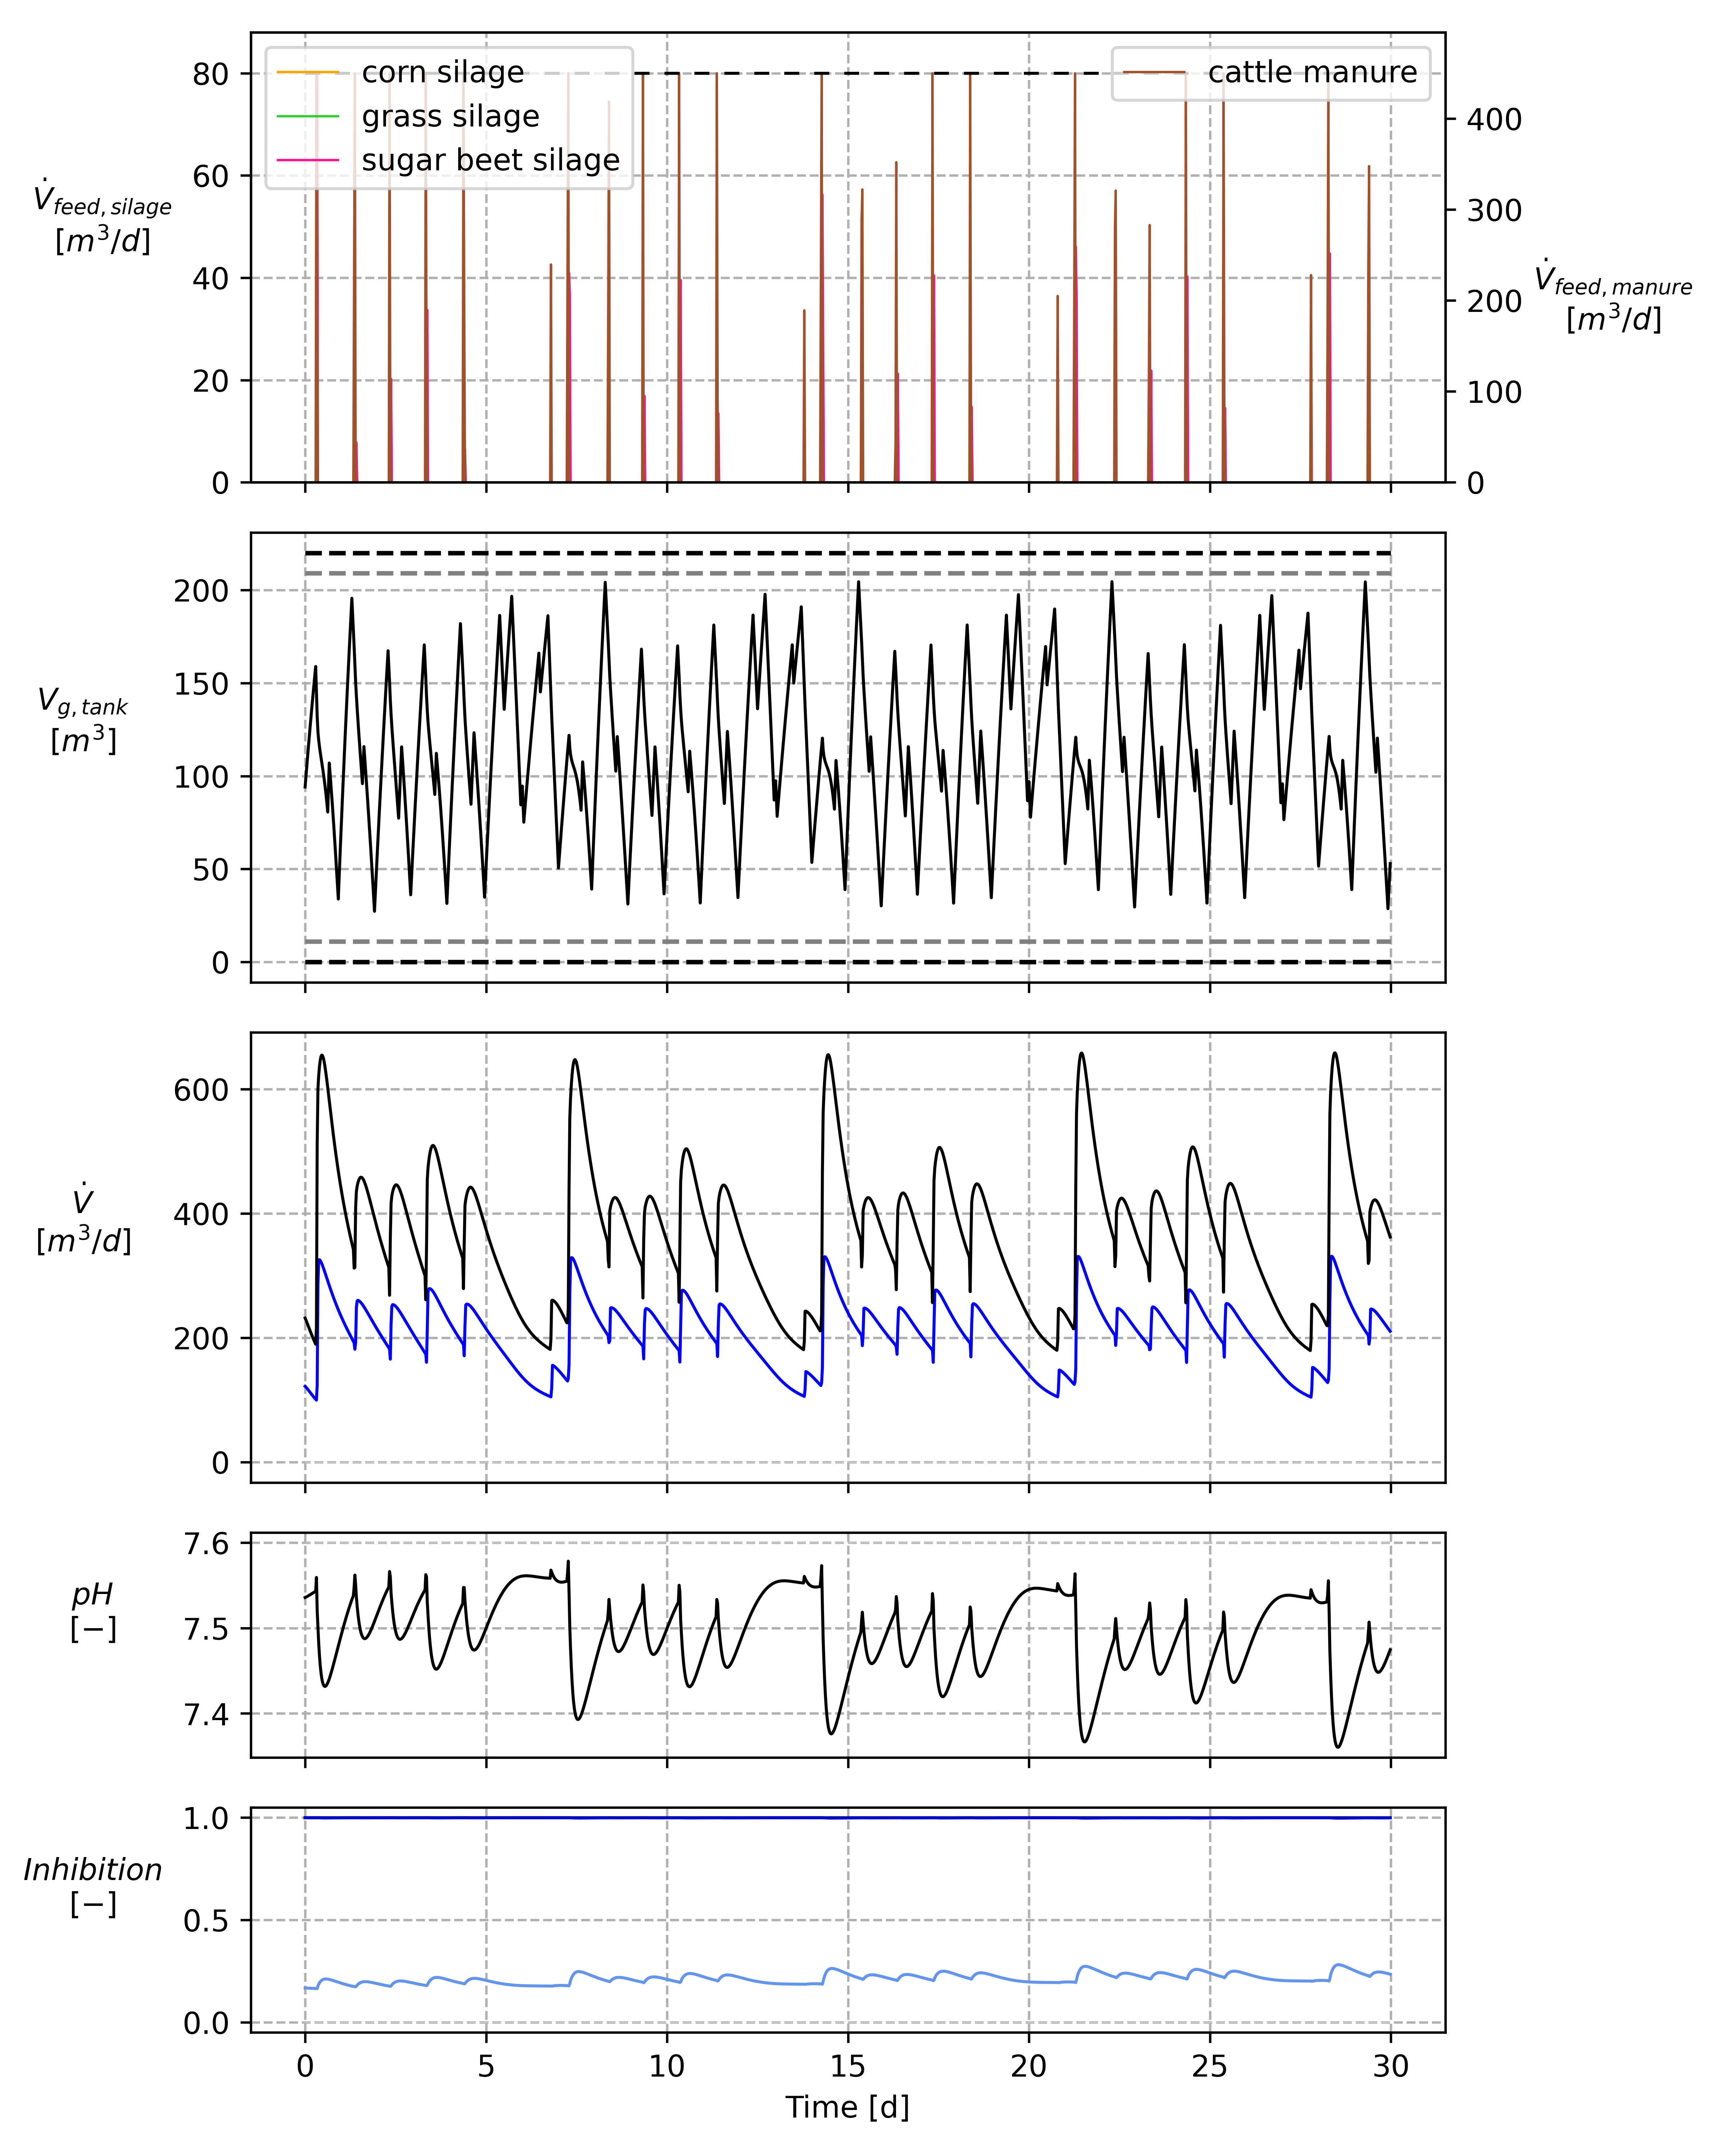 corn silage
grass silage
sugar beet silage
cattle manure
80
60
40
20
0
V̇feed, silage
[m³/d]
400
300
200
100
0
V̇feed, manure
[m³/d]
200
150
100
50
0
Vg, tank
[m³]
600
400
200
0
V̇
[m³/d]
7.6
7.5
7.4
pH
[−]
1.0
0.5
0.0
Inhibition
[−]
0 5 10 15 20 25 30
Time [d]